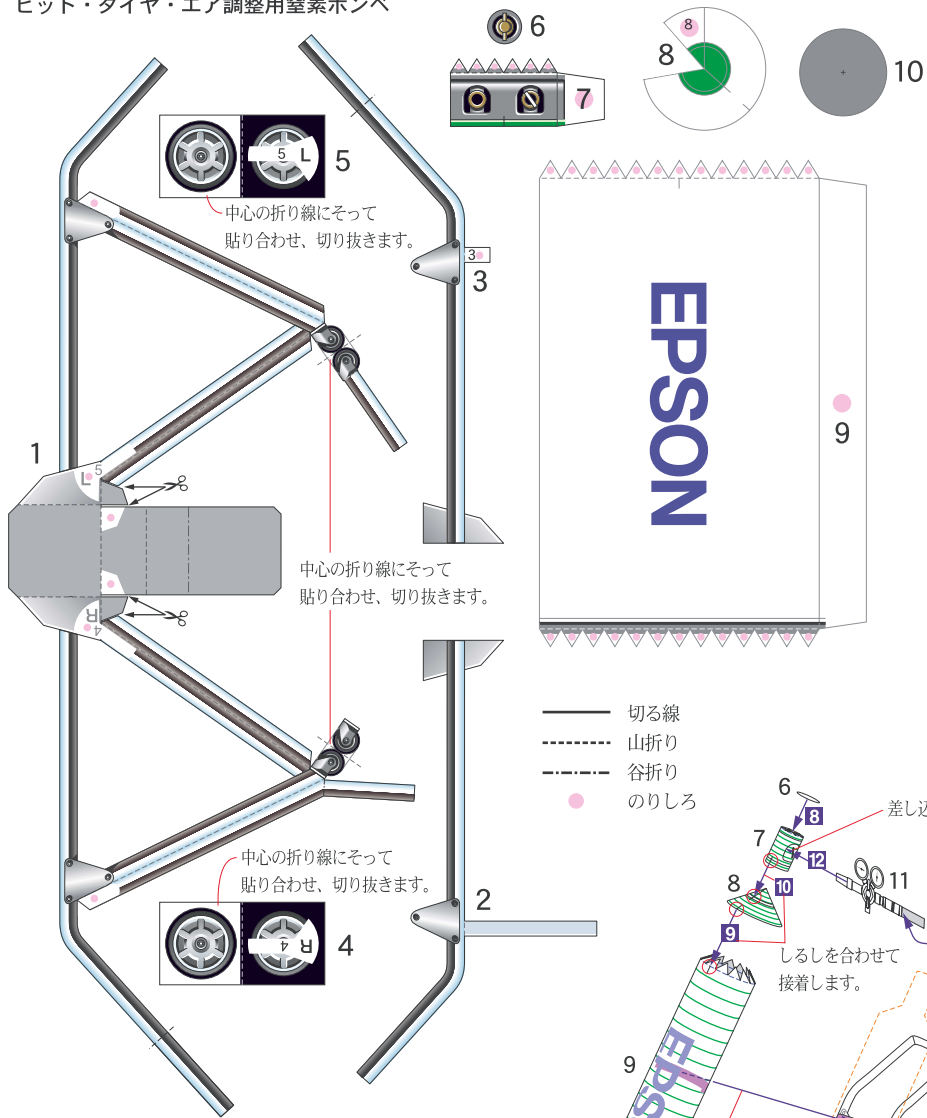 ピット・タイヤ・エア調整用窒素ボンベ
6
8
8
10
7
5
L
5
中心の折り線にそって
貼り合わせ、切り抜きます。
3
3
EPSON
9
1
L
5
中心の折り線にそって
貼り合わせ、切り抜きます。
R
4
切る線
山折り
谷折り
のりしろ
中心の折り線にそって
貼り合わせ、切り抜きます。
4
R
4
2
6
8
差し込
7
12
11
10
8
9
しるしを合わせて
接着します。
9
EPS